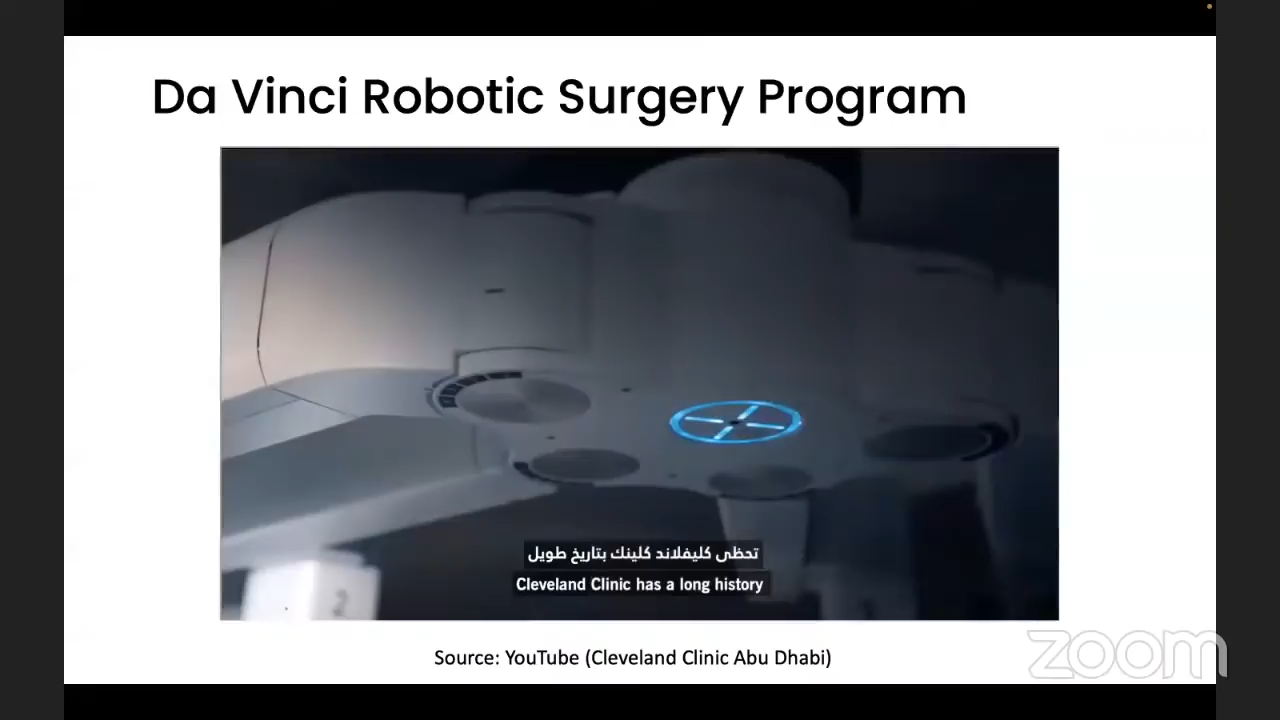 Da Vinci Robotic Surgery Program
2
تحظى كليفلاند كلينك بتاريخ طويل
Cleveland Clinic has a long history
Source: YouTube (Cleveland Clinic Abu Dhabi)
zoom